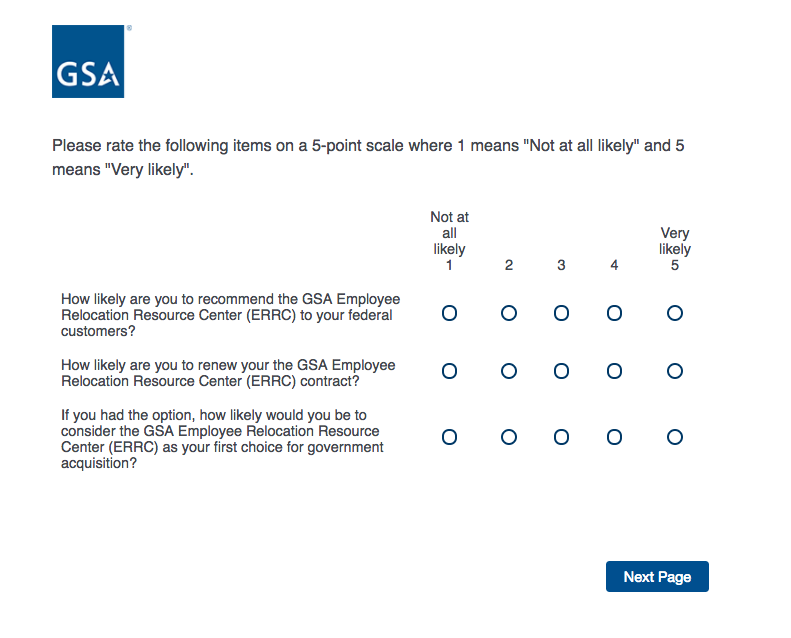 GSA®
Please rate the following items on a 5-point scale where 1 means "Not at all likely" and 5
means "Very likely".
Not at
all
likely
1
2
3
4
Very
likely
5
How likely are you to recommend the GSA Employee
Relocation Resource Center (ERRC) to your federal
customers?
How likely are you to renew your the GSA Employee
Relocation Resource Center (ERRC) contract?
If you had the option, how likely would you be to
consider the GSA Employee Relocation Resource
Center (ERRC) as your first choice for government
acquisition?
Next Page